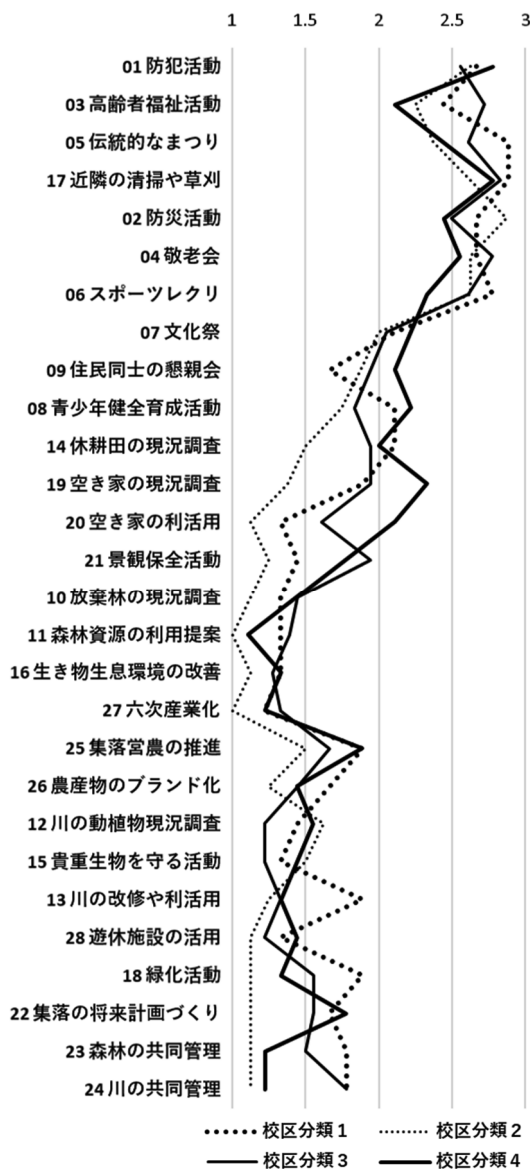 1 1.5 2 2.5 3
01 防犯活動
03 高齢者福祉活動
05 伝統的なまつり
17 近隣の清掃や草刈
02 防災活動
04 敬老会
06 スポーツレクリ
07 文化祭
09 住民同士の懇親会
08 青少年健全育成活動
14 休耕田の現況調査
19 空き家の現況調査
20 空き家の利活用
21 景観保全活動
10 放棄林の現況調査
11 森林資源の利用提案
16 生き物生息環境の改善
27 六次産業化
25 集落営農の推進
26 農産物のブランド化
12 川の動植物現況調査
15 貴重生物を守る活動
13 川の改修や利活用
28 遊休施設の活用
18 緑化活動
22 集落の将来計画づくり
23 森林の共同管理
24 川の共同管理
校区分類1 校区分類2
校区分類3 校区分類4